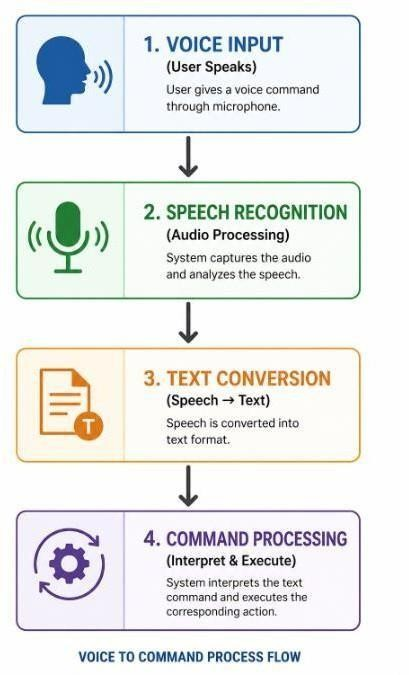 1. VOICE INPUT
(User Speaks)
User gives a voice command
through microphone.
2. SPEECH RECOGNITION
(Audio Processing)
System captures the audio
and analyzes the speech.
T
3. TEXT CONVERSION
(Speech → Text)
Speech is converted into
text format.
4. COMMAND PROCESSING
(Interpret & Execute)
System interprets the text
command and executes the
corresponding action.
VOICE TO COMMAND PROCESS FLOW